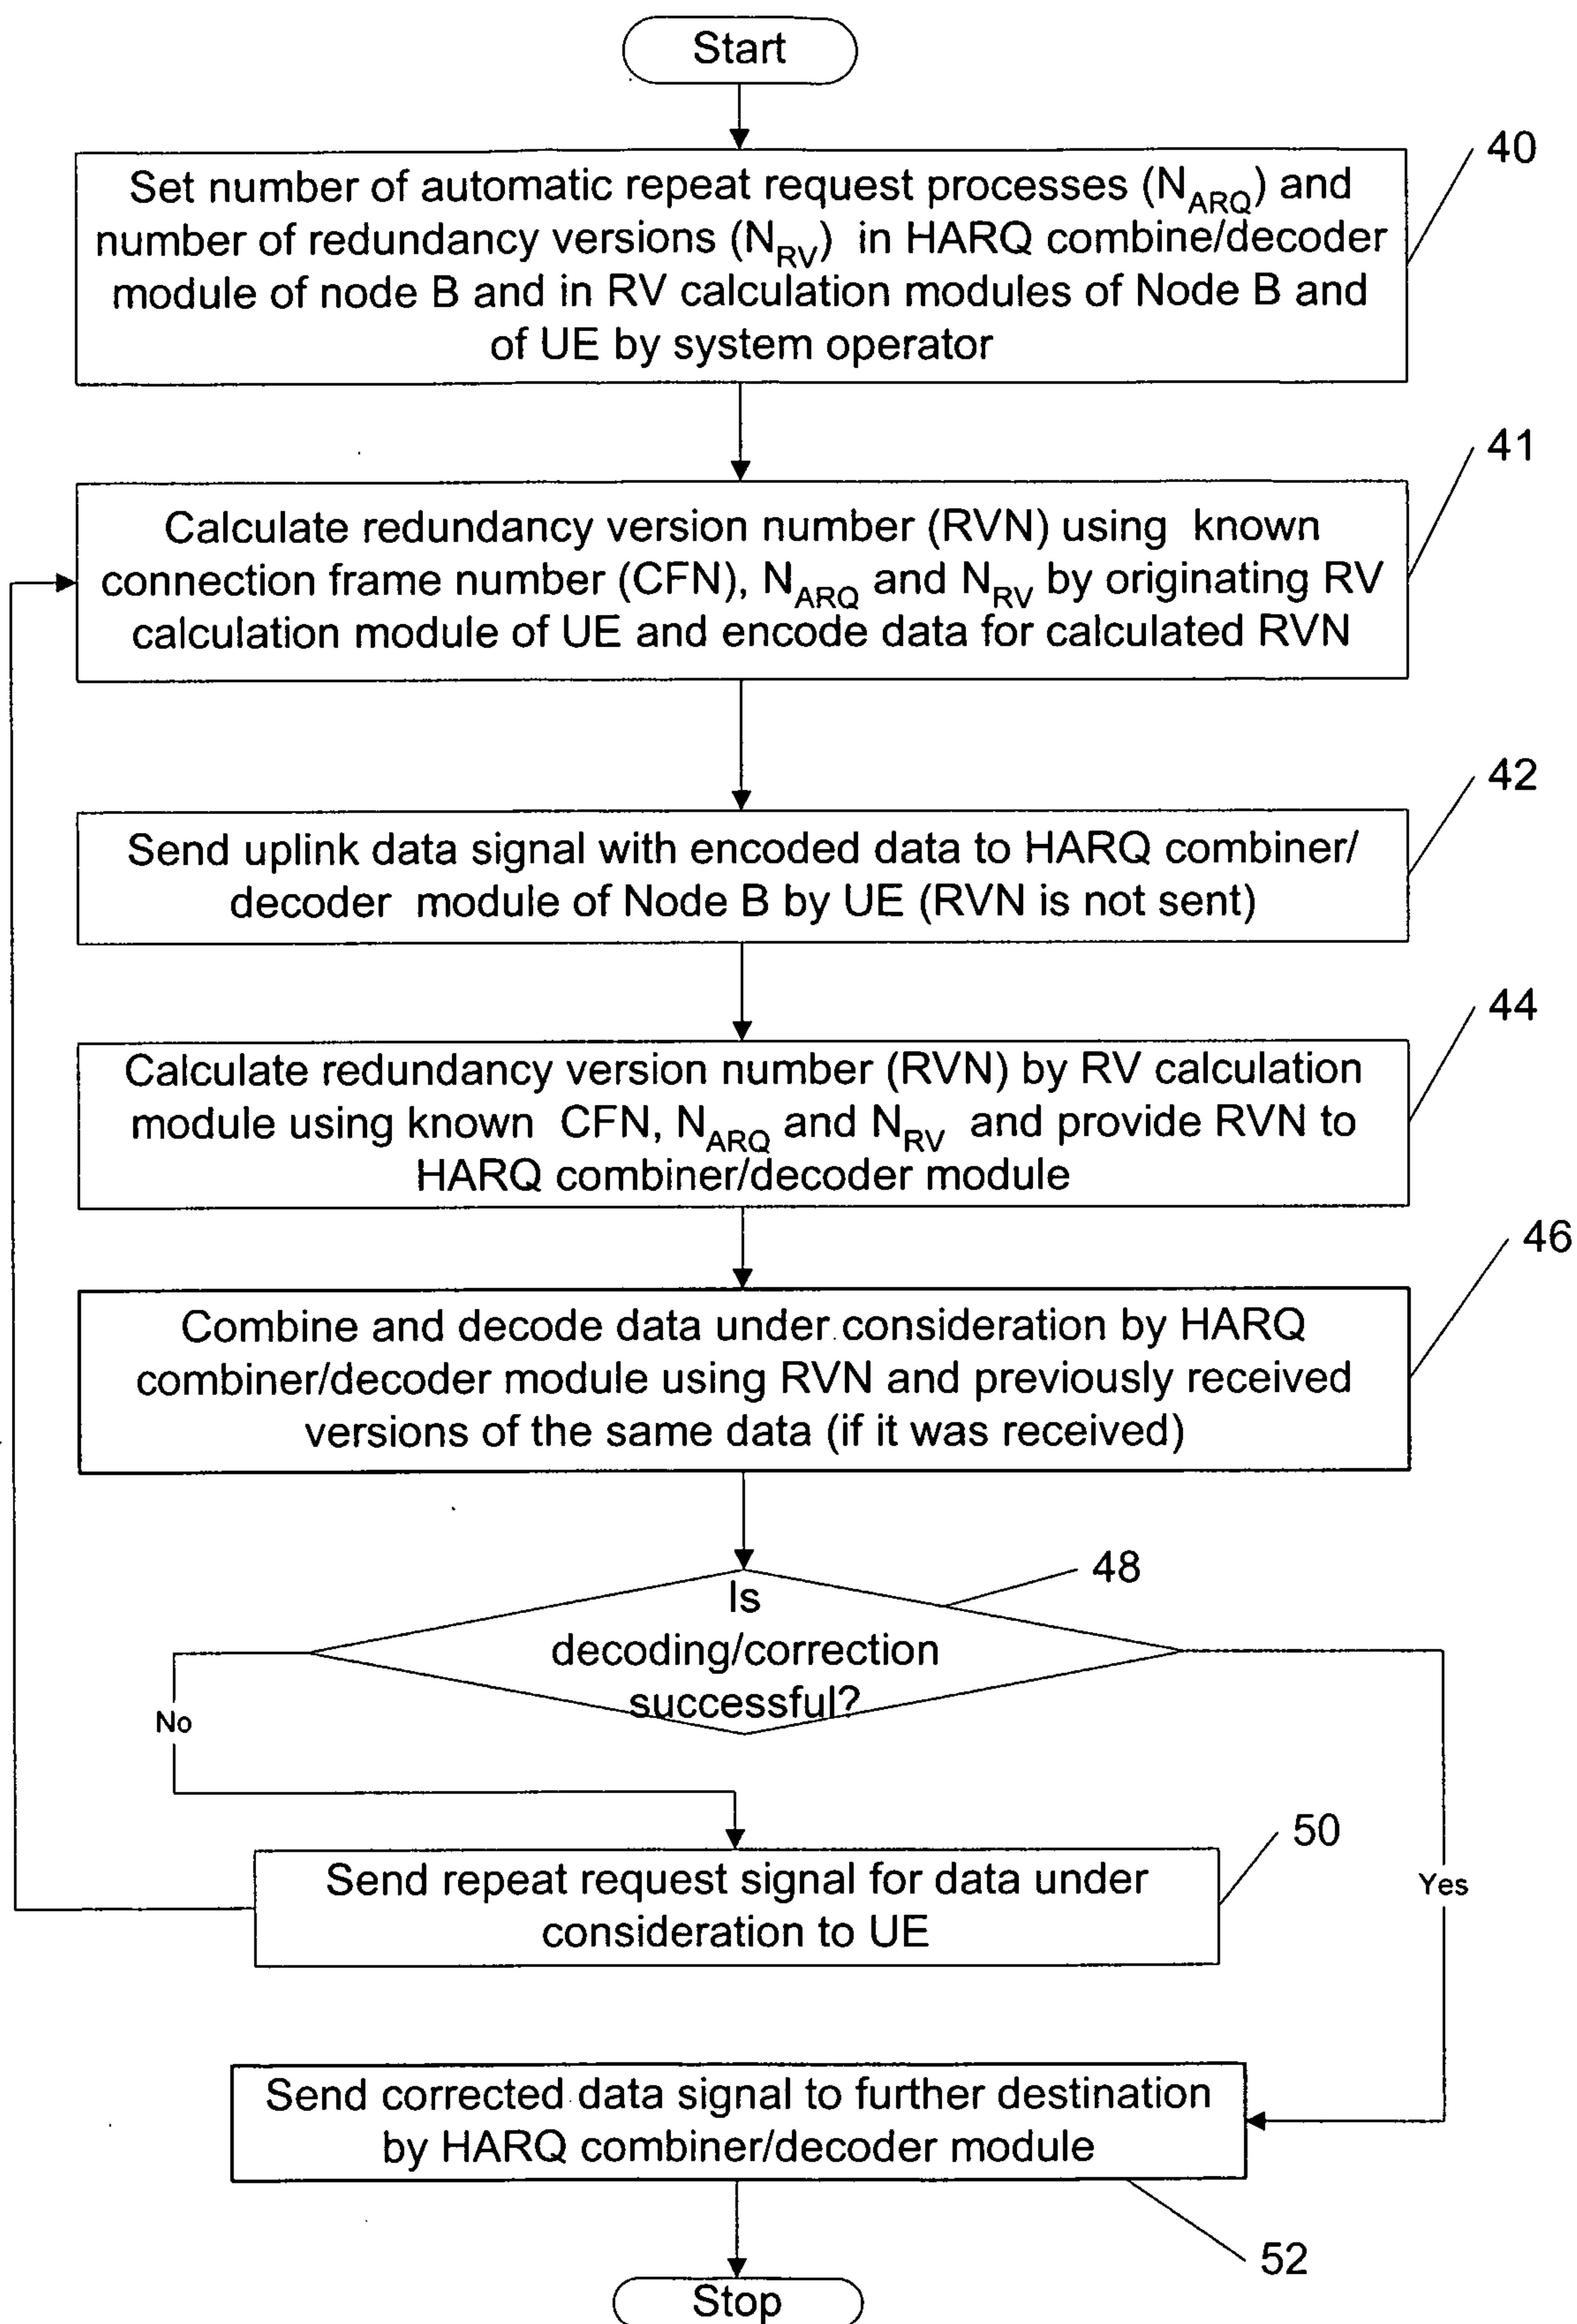 Start
40
Set number of automatic repeat request processes (N_ARQ) and
number of redundancy versions (N_RV) in HARQ combine/decoder
module of node B and in RV calculation modules of Node B and
of UE by system operator
41
Calculate redundancy version number (RVN) using known
connection frame number (CFN), N_ARQ and N_RV by originating RV
calculation module of UE and encode data for calculated RVN
42
Send uplink data signal with encoded data to HARQ combiner/
decoder module of Node B by UE (RVN is not sent)
44
Calculate redundancy version number (RVN) by RV calculation
module using known CFN, N_ARQ and N_RV and provide RVN to
HARQ combiner/decoder module
46
Combine and decode data under consideration by HARQ
combiner/decoder module using RVN and previously received
versions of the same data (if it was received)
48
Is
decoding/correction
successful?
No
50
Send repeat request signal for data under
consideration to UE
Yes
Send corrected data signal to further destination
by HARQ combiner/decoder module
52
Stop